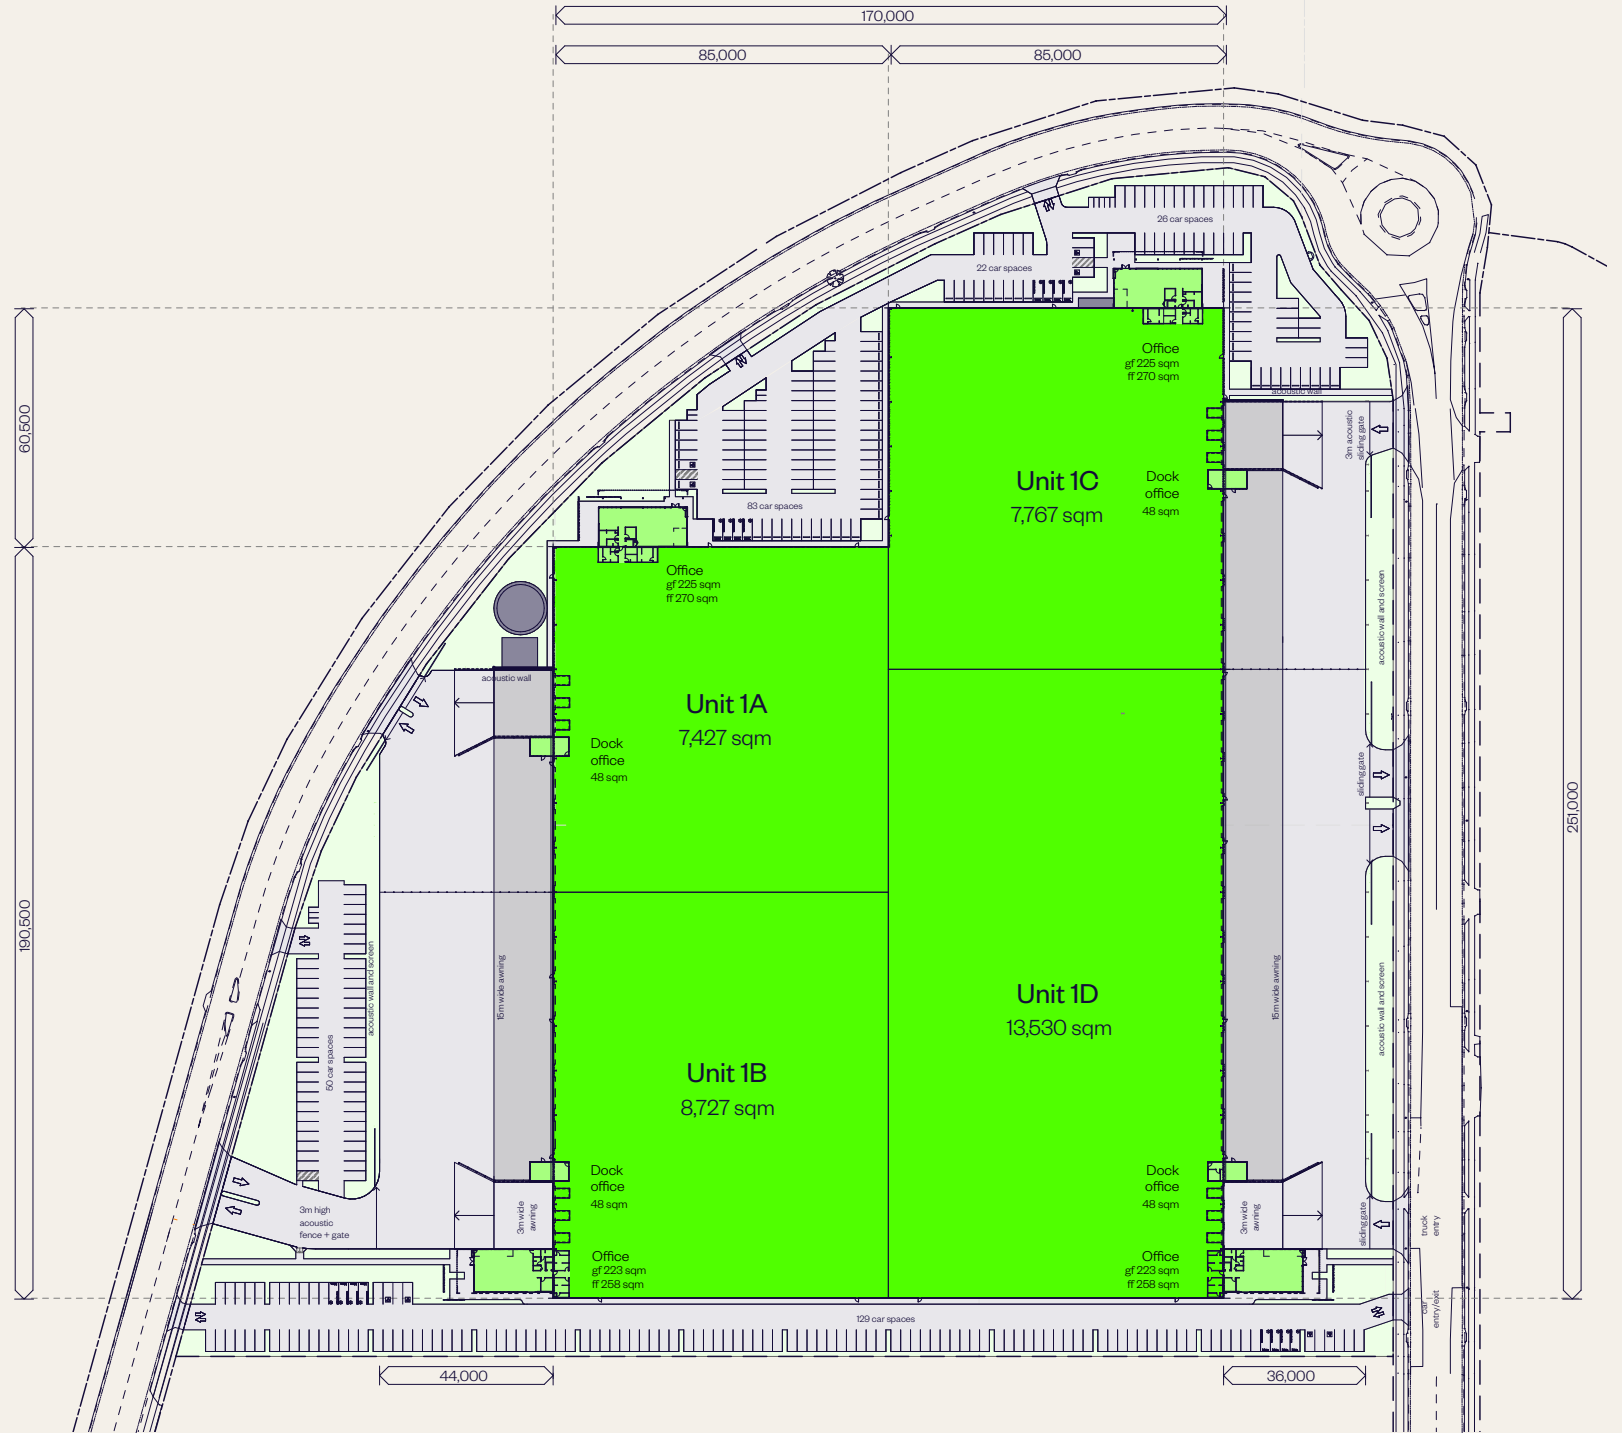 170,000
85,000
85,000
26 car spaces
22 car spaces
Office
gf 225 sqm
ff 270 sqm
acoustic wall
60,500
3m acoustic
sliding gate
Unit 1C
7,767 sqm
Dock
office
48 sqm
83 car spaces
Office
gf 225 sqm
ff 270 sqm
acoustic wall and screen
acoustic wall
Unit 1A
7,427 sqm
Dock
office
48 sqm
sliding gate
251,000
190,500
acoustic wall and screen
15m wide awning
15m wide awning
acoustic wall and screen
Unit 1D
13,530 sqm
50 car spaces
Unit 1B
8,727 sqm
Dock
office
48 sqm
Dock
office
48 sqm
3m high
acoustic
fence + gate
3m wide
awning
3m wide
awning
sliding gate
truck
entry
Office
gf 223 sqm
ff 258 sqm
Office
gf 223 sqm
ff 258 sqm
car
entry/exit
129 car spaces
44,000
36,000